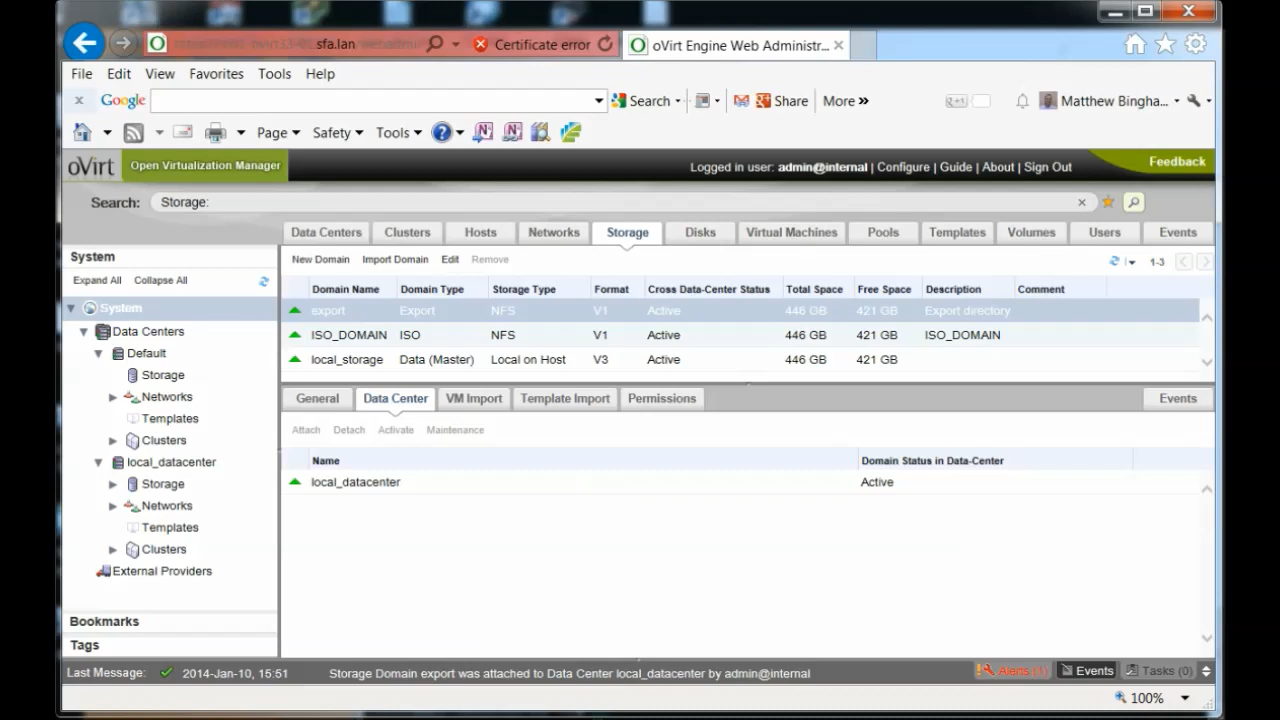 sfa.lan Certificate error oVirt Engine Web Administr...
File Edit View Favorites Tools Help
x Google Search Share More » Matthew Bingha...
Page Safety Tools
oVirt Open Virtualization Manager Logged in user: admin@internal | Configure | Guide | About | Sign Out Feedback
Search: Storage:
Data Centers Clusters Hosts Networks Storage Disks Virtual Machines Pools Templates Volumes Users Events
System
Expand All Collapse All
System
Data Centers
Default
Storage
Networks
Templates
Clusters
local_datacenter
Storage
Networks
Templates
Clusters
External Providers
Bookmarks
Tags
New Domain Import Domain Edit Remove 1-3
Domain Name Domain Type Storage Type Format Cross Data-Center Status Total Space Free Space Description Comment
export Export NFS V1 Active 446 GB 421 GB Export directory
ISO_DOMAIN ISO NFS V1 Active 446 GB 421 GB ISO_DOMAIN
local_storage Data (Master) Local on Host V3 Active 446 GB 421 GB
General Data Center VM Import Template Import Permissions Events
Attach Detach Activate Maintenance
Name Domain Status in Data-Center
local_datacenter Active
Last Message: 2014-Jan-10, 15:51 Storage Domain export was attached to Data Center local_datacenter by admin@internal Alerts (1) Events Tasks (0)
100%